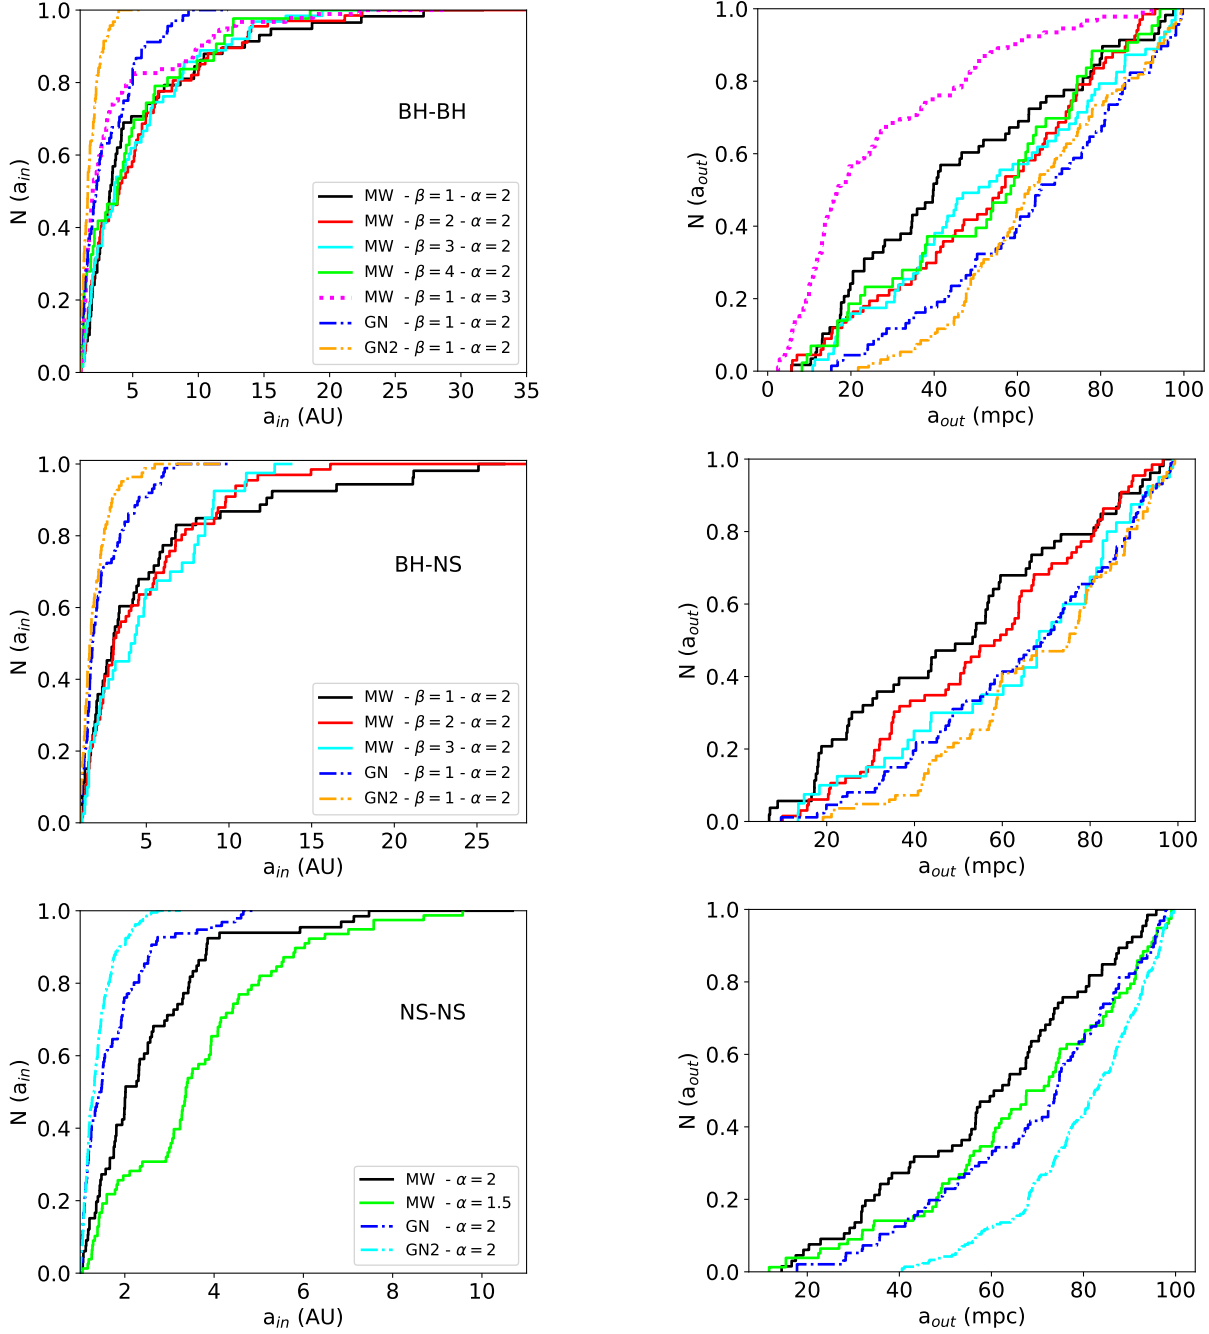 1.0
0.8
0.6
0.4
0.2
0.0
N (a_in)
BH-BH
MW - β = 1 - α = 2
MW - β = 2 - α = 2
MW - β = 3 - α = 2
MW - β = 4 - α = 2
MW - β = 1 - α = 3
GN - β = 1 - α = 2
GN2 - β = 1 - α = 2
5 10 15 20 25 30 35
a_in (AU)
1.0
0.8
0.6
0.4
0.2
0.0
N (a_out)
0 20 40 60 80 100
a_out (mpc)
1.0
0.8
0.6
0.4
0.2
0.0
N (a_in)
BH-NS
MW - β = 1 - α = 2
MW - β = 2 - α = 2
MW - β = 3 - α = 2
GN - β = 1 - α = 2
GN2 - β = 1 - α = 2
5 10 15 20 25
a_in (AU)
1.0
0.8
0.6
0.4
0.2
0.0
N (a_out)
20 40 60 80 100
a_out (mpc)
1.0
0.8
0.6
0.4
0.2
0.0
N (a_in)
NS-NS
MW - α = 2
MW - α = 1.5
GN - α = 2
GN2 - α = 2
2 4 6 8 10
a_in (AU)
1.0
0.8
0.6
0.4
0.2
0.0
N (a_out)
20 40 60 80 100
a_out (mpc)